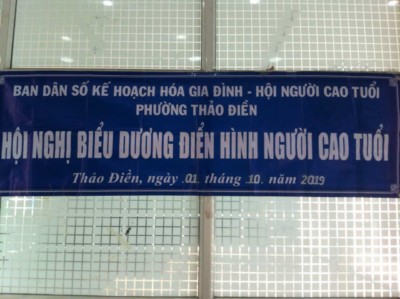 BAN DÂN SỐ KẾ HOẠCH HÓA GIA ĐÌNH - HỘI NGƯỜI CAO TUỔI
PHƯỜNG THẢO ĐIỀN
HỘI NGHỊ BIỂU DƯƠNG ĐIỂN HÌNH NGƯỜI CAO TUỔI
Thảo Điền, ngày .01. tháng .10. năm 2019